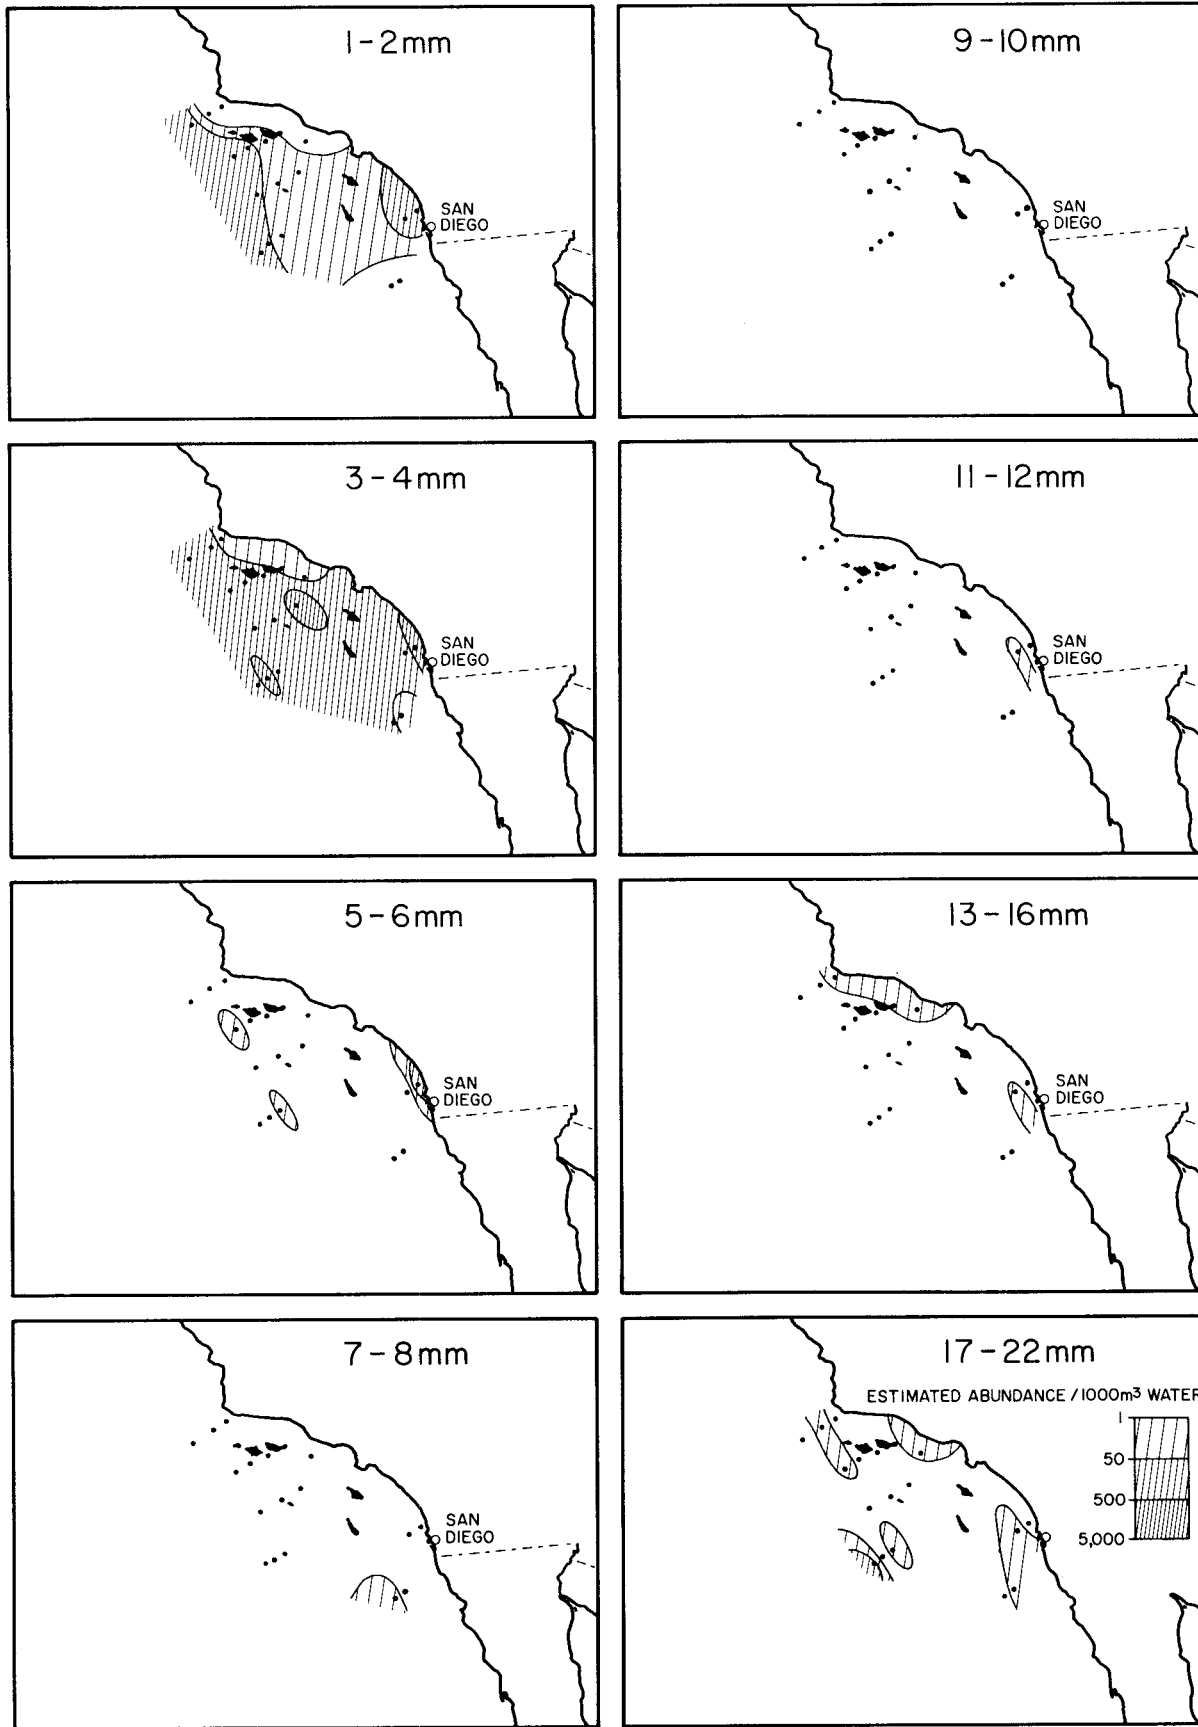 1-2mm
SAN
DIEGO
9-10mm
SAN
DIEGO
3-4mm
SAN
DIEGO
11-12mm
SAN
DIEGO
5-6mm
SAN
DIEGO
13-16mm
SAN
DIEGO
7-8mm
SAN
DIEGO
17-22mm
ESTIMATED ABUNDANCE / 1000m³ WATER
1
50
500
5,000